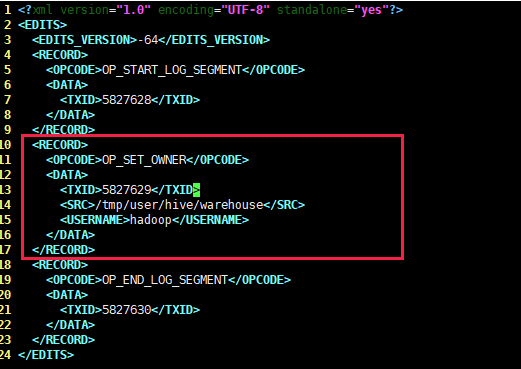 1 <?xml version="1.0" encoding="UTF-8" standalone="yes"?>
2 <EDITS>
3   <EDITS_VERSION>-64</EDITS_VERSION>
4   <RECORD>
5     <OPCODE>OP_START_LOG_SEGMENT</OPCODE>
6     <DATA>
7       <TXID>5827628</TXID>
8     </DATA>
9   </RECORD>
10   <RECORD>
11     <OPCODE>OP_SET_OWNER</OPCODE>
12     <DATA>
13       <TXID>5827629</TXID>
14       <SRC>/tmp/user/hive/warehouse</SRC>
15       <USERNAME>hadoop</USERNAME>
16     </DATA>
17   </RECORD>
18   <RECORD>
19     <OPCODE>OP_END_LOG_SEGMENT</OPCODE>
20     <DATA>
21       <TXID>5827630</TXID>
22     </DATA>
23   </RECORD>
24 </EDITS>